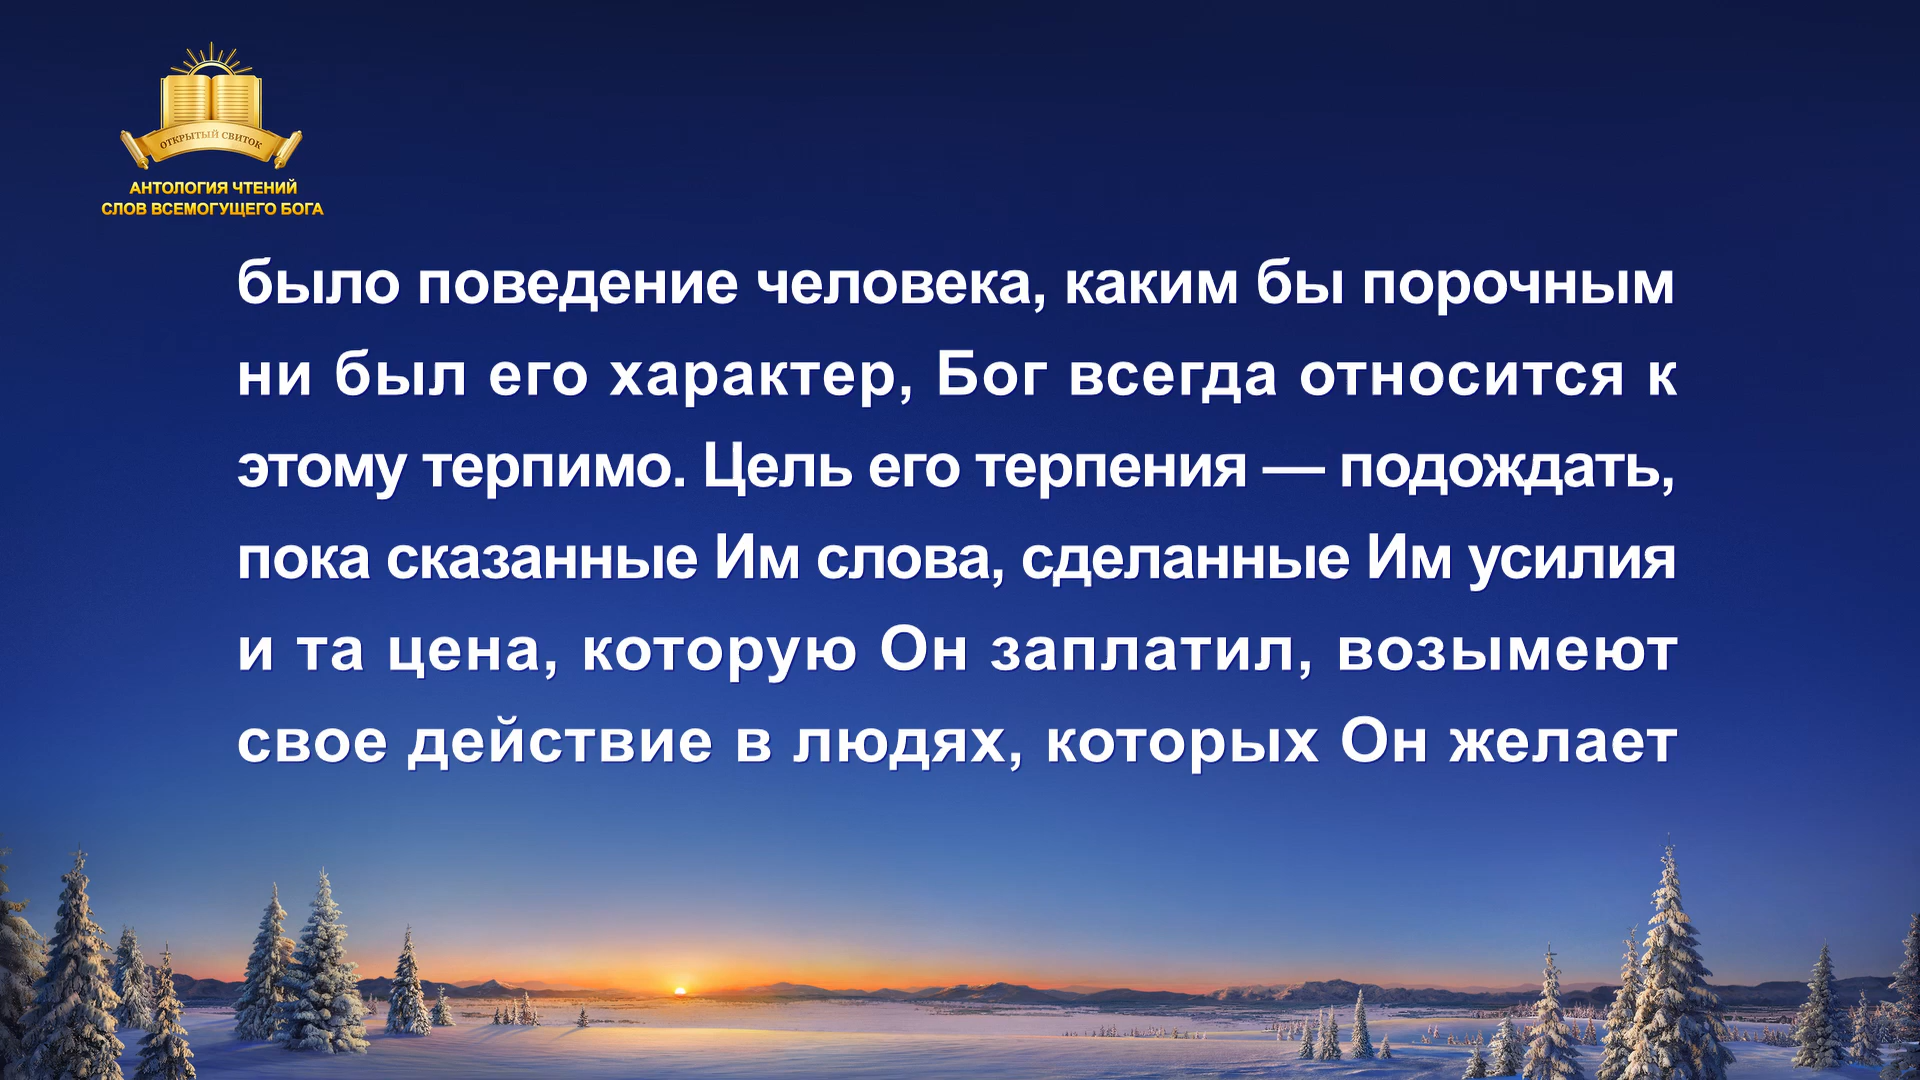 ОТКРЫТЫЙ СВИТОК
АНТОЛОГИЯ ЧТЕНИЙ
СЛОВ ВСЕМОГУЩЕГО БОГА
было поведение человека, каким бы порочным
ни был его характер, Бог всегда относится к
этому терпимо. Цель его терпения — подождать,
пока сказанные Им слова, сделанные Им усилия
и та цена, которую Он заплатил, возымеют
свое действие в людях, которых Он желает